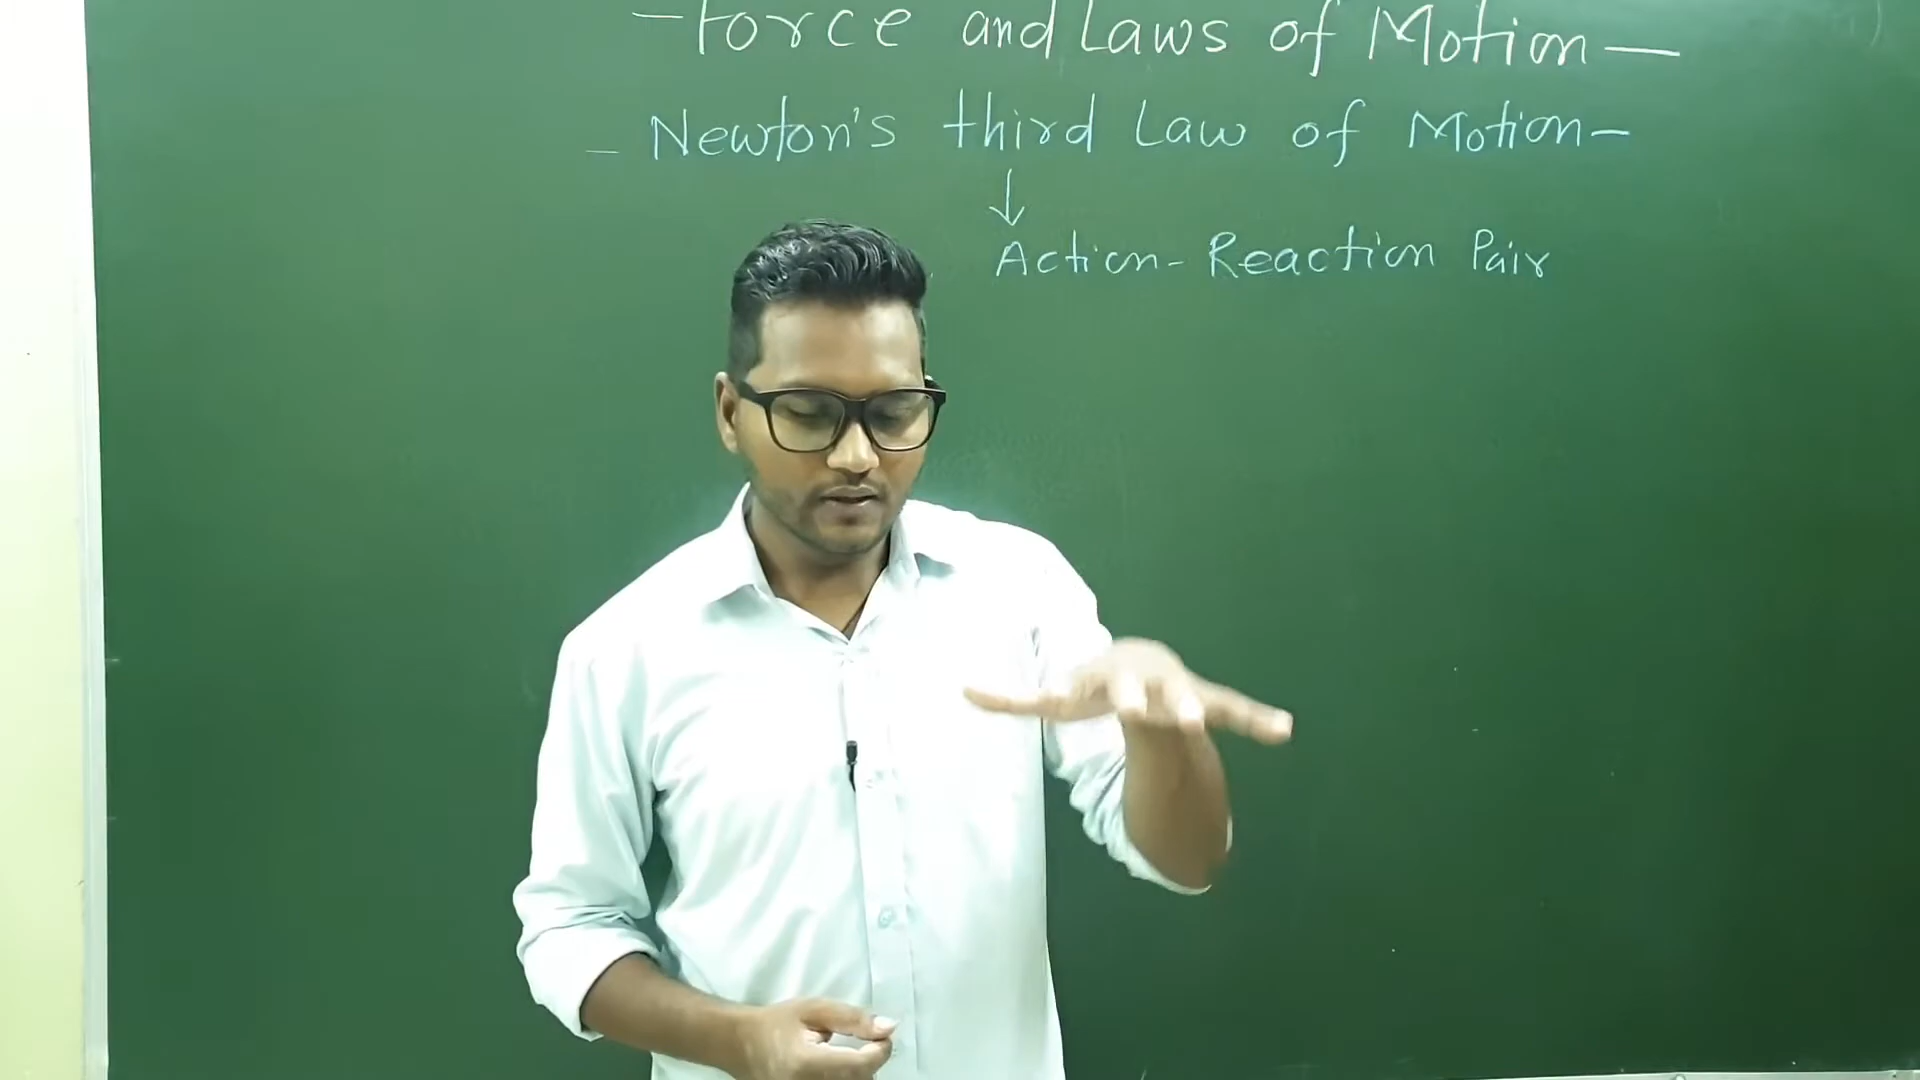 - Force and Laws of Motion -
- Newton's third Law of Motion -
↓
Action - Reaction Pair